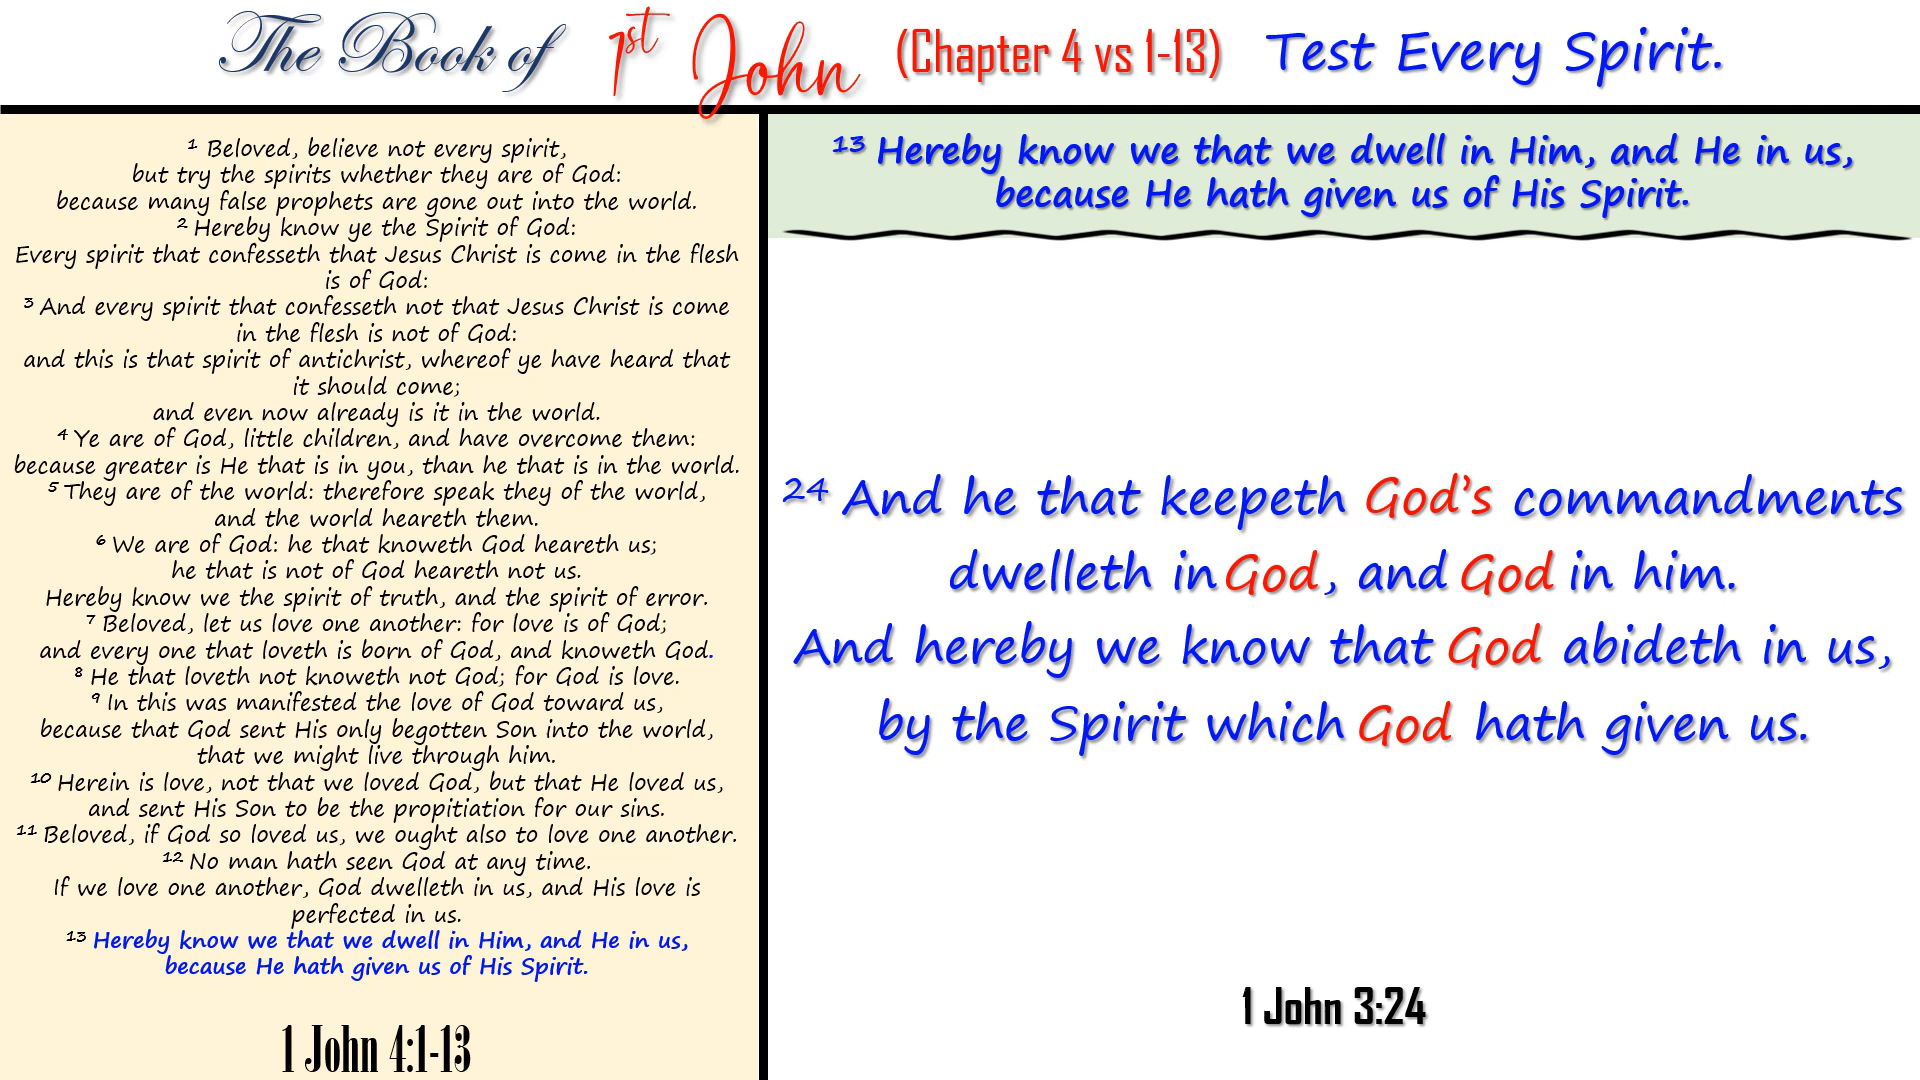 The Book of 1st John (Chapter 4 vs 1-13) Test Every Spirit.
1 Beloved, believe not every spirit,
but try the spirits whether they are of God:
because many false prophets are gone out into the world.
2 Hereby know ye the Spirit of God:
Every spirit that confesseth that Jesus Christ is come in the flesh
is of God:
3 And every spirit that confesseth not that Jesus Christ is come
in the flesh is not of God:
and this is that spirit of antichrist, whereof ye have heard that
it should come;
and even now already is it in the world.
4 Ye are of God, little children, and have overcome them:
because greater is He that is in you, than he that is in the world.
5 They are of the world: therefore speak they of the world,
and the world heareth them.
6 We are of God: he that knoweth God heareth us;
he that is not of God heareth not us.
Hereby know we the spirit of truth, and the spirit of error.
7 Beloved, let us love one another: for love is of God;
and every one that loveth is born of God, and knoweth God.
8 He that loveth not knoweth not God; for God is love.
9 In this was manifested the love of God toward us,
because that God sent His only begotten Son into the world,
that we might live through him.
10 Herein is love, not that we loved God, but that He loved us,
and sent His Son to be the propitiation for our sins.
11 Beloved, if God so loved us, we ought also to love one another.
12 No man hath seen God at any time.
If we love one another, God dwelleth in us, and His love is
perfected in us.
13 Hereby know we that we dwell in Him, and He in us,
because He hath given us of His Spirit.
1 John 4:1-13
13 Hereby know we that we dwell in Him, and He in us,
because He hath given us of His Spirit.
24 And he that keepeth God's commandments
dwelleth in God, and God in him.
And hereby we know that God abideth in us,
by the Spirit which God hath given us.
1 John 3:24